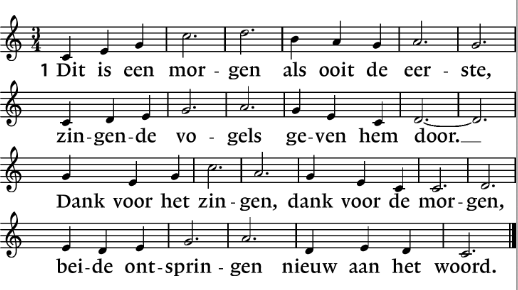 1 Dit is een mor - gen als ooit de eer - ste,
zin-gen-de vo - gels ge-ven hem door.
Dank voor het zin - gen, dank voor de mor-gen,
bei-de ont-sprin - gen nieuw aan het woord.